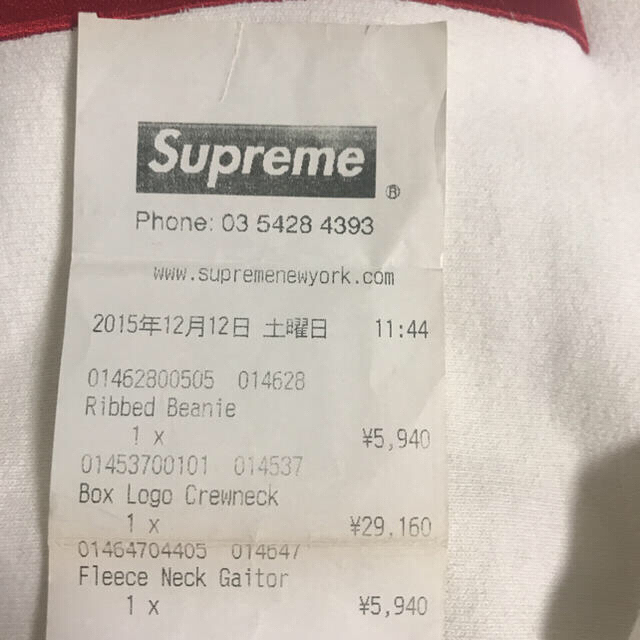 Supreme
®
Phone: 03 5428 4393
www.supremenewyork.com
2015年12月12日 土曜日 11:44
01462800505 014628
Ribbed Beanie
1 x ¥5,940
01453700101 014537
Box Logo Crewneck
1 x ¥29,160
01464704405 014647
Fleece Neck Gaitor
1 x ¥5,940